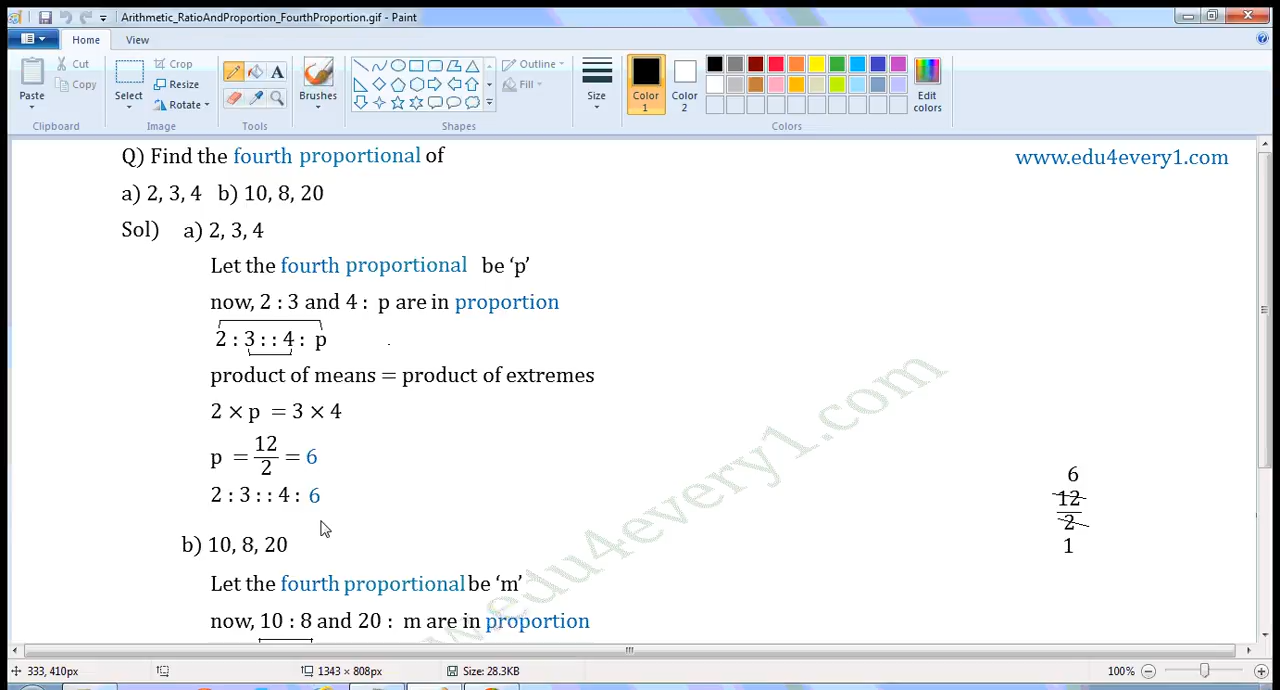 Arithmetic_RatioAndProportion_FourthProportion.gif - Paint
Home View
Paste Cut Copy Clipboard
Select Crop Resize Rotate Image
A Tools
Brushes
Outline Fill Shapes
Size
Color 1 Color 2 Edit colors Colors
Q) Find the fourth proportional of
www.edu4every1.com
a) 2, 3, 4 b) 10, 8, 20
Sol) a) 2, 3, 4
Let the fourth proportional be ‘p’
now, 2 : 3 and 4 : p are in proportion
2 : 3 : : 4 : p
product of means = product of extremes
2 × p = 3 × 4
p = 12/2 = 6
2 : 3 : : 4 : 6
6
12
2
1
b) 10, 8, 20
Let the fourth proportional be ‘m’
now, 10 : 8 and 20 : m are in proportion
www.edu4every1.com
333, 410px 1343 × 808px Size: 28.3KB 100%